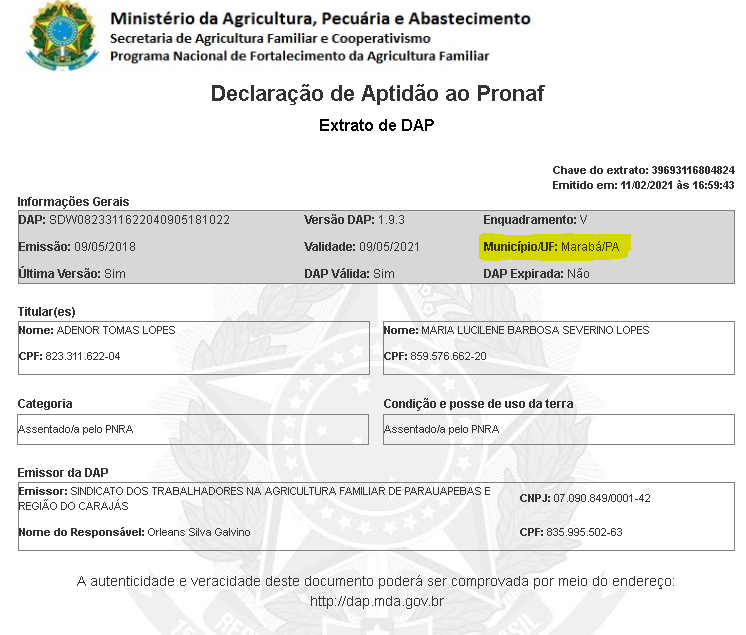 Ministério da Agricultura, Pecuária e Abastecimento
Secretaria de Agricultura Familiar e Cooperativismo
Programa Nacional de Fortalecimento da Agricultura Familiar
Declaração de Aptidão ao Pronaf
Extrato de DAP
Chave do extrato: 39693116804824
Emitido em: 11/02/2021 às 16:59:43
Informações Gerais
DAP: SDW0823311622040905181022 Versão DAP: 1.9.3 Enquadramento: V
Emissão: 09/05/2018 Validade: 09/05/2021 Município/UF: Marabá/PA
Última Versão: Sim DAP Válida: Sim DAP Expirada: Não
Titular(es)
Nome: ADENOR TOMAS LOPES Nome: MARIA LUCILENE BARBOSA SEVERINO LOPES
CPF: 823.311.622-04 CPF: 859.576.662-20
Categoria Condição e posse de uso da terra
Assentado/a pelo PNRA Assentado/a pelo PNRA
Emissor da DAP
Emissor: SINDICATO DOS TRABALHADORES NA AGRICULTURA FAMILIAR DE PARAUAPEBAS E
REGIÃO DO CARAJÁS CNPJ: 07.090.849/0001-42
Nome do Responsável: Orleans Silva Galvino CPF: 835.995.502-63
A autenticidade e veracidade deste documento poderá ser comprovada por meio do endereço:
http://dap.mda.gov.br